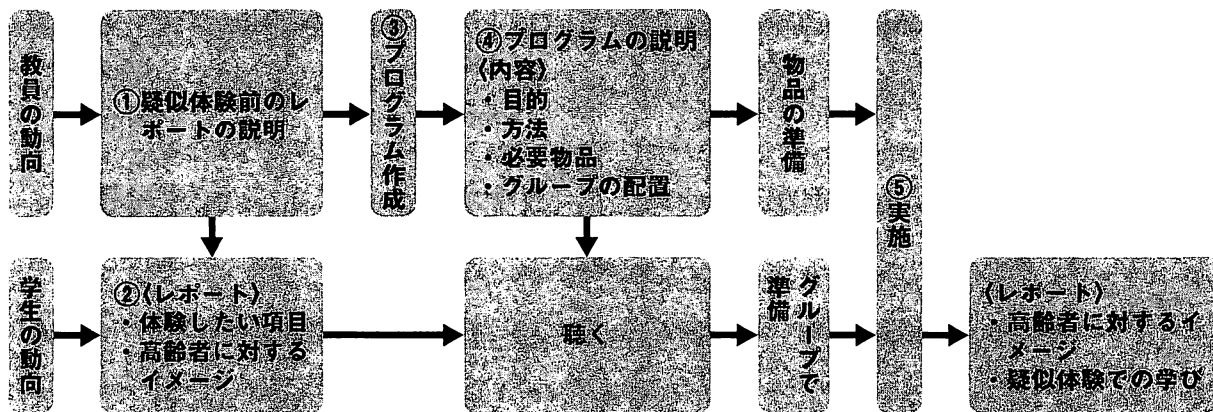 教員の動向
①疑似体験前のレ
ポートの説明
③プログラム作成
④プログラムの説明
〈内容〉
・目的
・方法
・必要物品
・グループの配置
物品の準備
⑤実施
学生の動向
②〈レポート〉
・体験したい項目
・高齢者に対する
イメージ
聴く
グループで
準備
〈レポート〉
・高齢者に対するイ
メージ
・疑似体験での学び